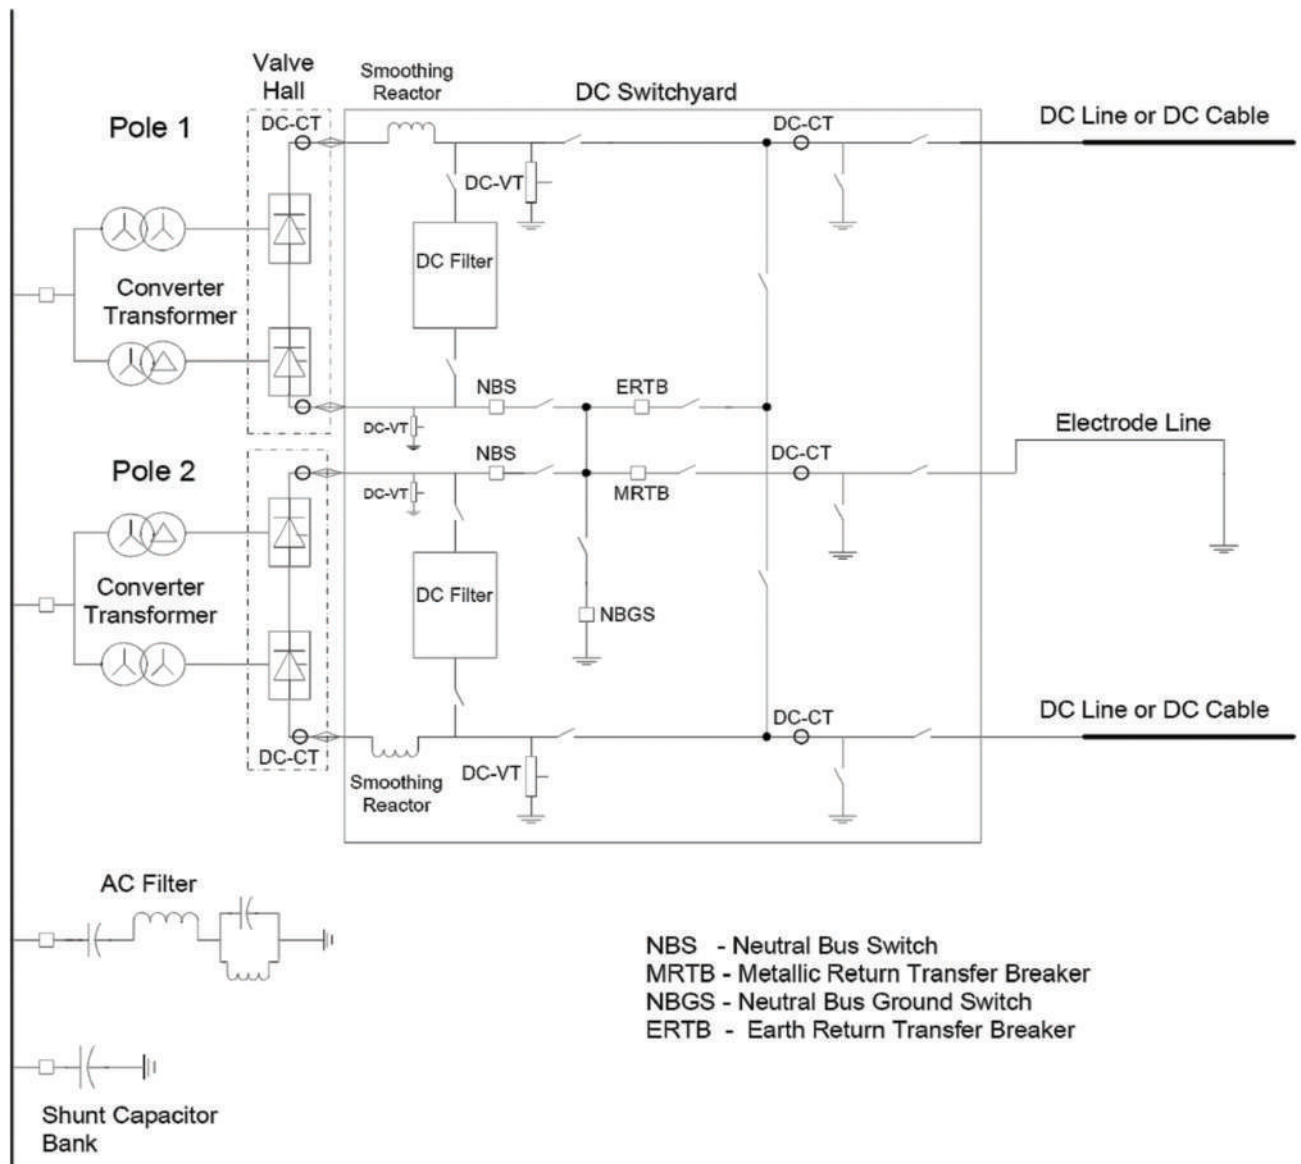 Valve
Hall
Smoothing
Reactor
DC Switchyard
Pole 1
DC-CT
DC-CT
DC Line or DC Cable
DC-VT
DC Filter
Converter
Transformer
NBS
ERTB
DC-VT
Electrode Line
Pole 2
NBS
DC-CT
DC-VT
MRTB
Converter
Transformer
DC Filter
NBGS
DC-CT
DC Line or DC Cable
DC-CT
DC-VT
Smoothing
Reactor
AC Filter
NBS - Neutral Bus Switch
MRTB - Metallic Return Transfer Breaker
NBGS - Neutral Bus Ground Switch
ERTB - Earth Return Transfer Breaker
Shunt Capacitor
Bank